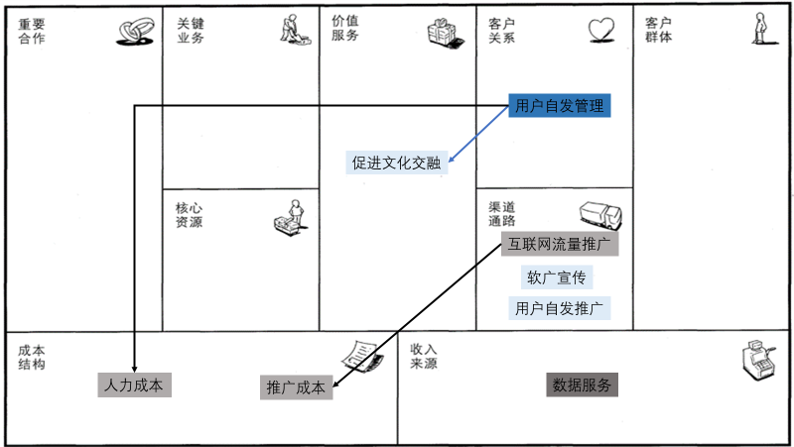 重要
合作
关键
业务
价值
服务
客户
关系
客户
群体
用户自发管理
促进文化交融
核心
资源
渠道
通路
互联网流量推广
软广宣传
用户自发推广
成本
结构
人力成本
推广成本
收入
来源
数据服务